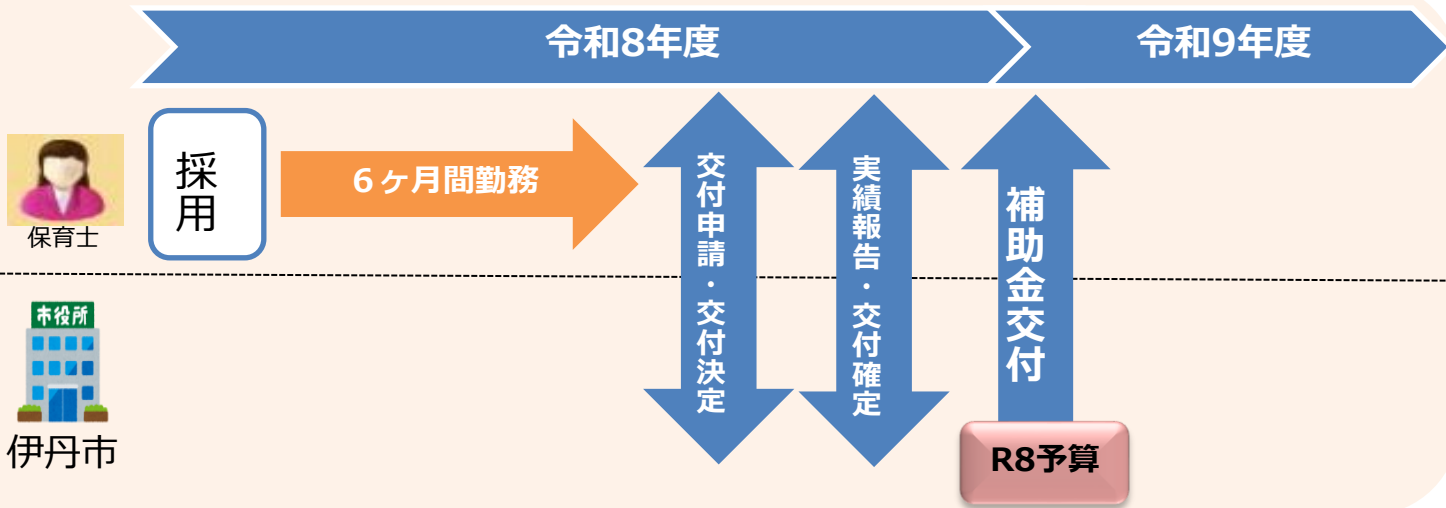 令和8年度
令和9年度
保育士
採用
６ヶ月間勤務
交付申請・交付決定
実績報告・交付確定
補助金交付
市役所
伊丹市
R8予算